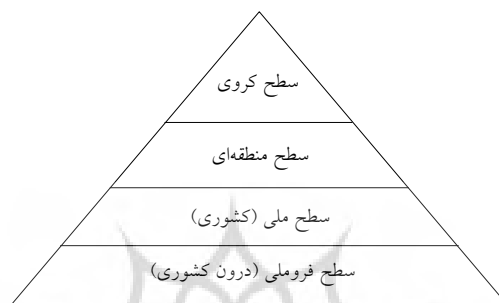 سطح کروی
سطح منطقه‌ای
سطح ملی (کشوری)
سطح فروملی (درون کشوری)